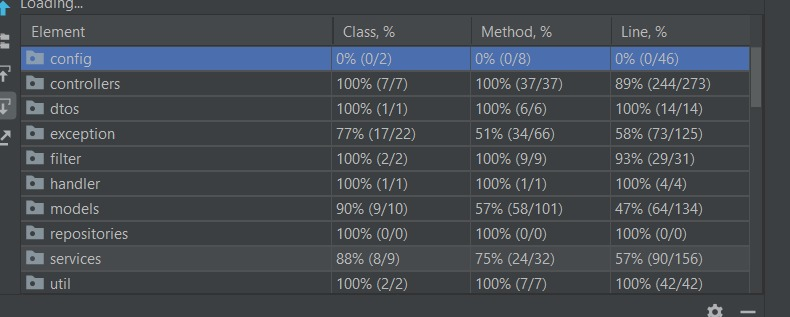 Loading...
Element Class, % Method, % Line, %
config 0% (0/2) 0% (0/8) 0% (0/46)
controllers 100% (7/7) 100% (37/37) 89% (244/273)
dtos 100% (1/1) 100% (6/6) 100% (14/14)
exception 77% (17/22) 51% (34/66) 58% (73/125)
filter 100% (2/2) 100% (9/9) 93% (29/31)
handler 100% (1/1) 100% (1/1) 100% (4/4)
models 90% (9/10) 57% (58/101) 47% (64/134)
repositories 100% (0/0) 100% (0/0) 100% (0/0)
services 88% (8/9) 75% (24/32) 57% (90/156)
util 100% (2/2) 100% (7/7) 100% (42/42)